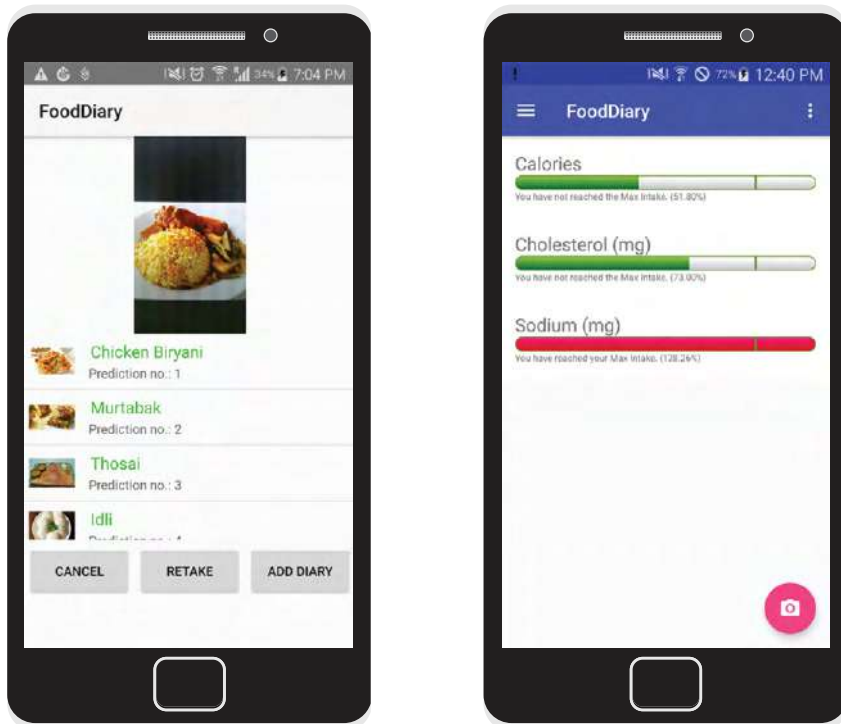 34% 7:04 PM
FoodDiary
Chicken Biryani
Prediction no.: 1
Murtabak
Prediction no.: 2
Thosai
Prediction no.: 3
Idli
CANCEL RETAKE ADD DIARY
72% 12:40 PM
FoodDiary
Calories
You have not reached the Max Intake. (51.80%)
Cholesterol (mg)
You have not reached the Max Intake. (73.00%)
Sodium (mg)
You have reached your Max Intake. (128.26%)